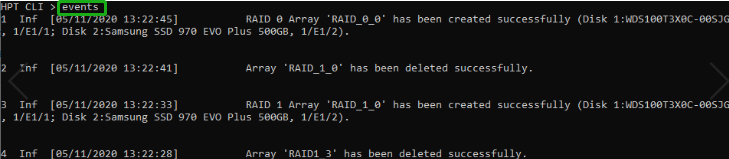 HPT CLI > events
1 Inf [05/11/2020 13:22:45] RAID 0 Array 'RAID_0_0' has been created successfully (Disk 1:WDS100T3X0C-00SJG
, 1/E1/1; Disk 2:Samsung SSD 970 EVO Plus 500GB, 1/E1/2).
2 Inf [05/11/2020 13:22:41] Array 'RAID_1_0' has been deleted successfully.
3 Inf [05/11/2020 13:22:33] RAID 1 Array 'RAID_1_0' has been created successfully (Disk 1:WDS100T3X0C-00SJG
, 1/E1/1; Disk 2:Samsung SSD 970 EVO Plus 500GB, 1/E1/2).
4 Inf [05/11/2020 13:22:28] Array 'RAID1_3' has been deleted successfully.